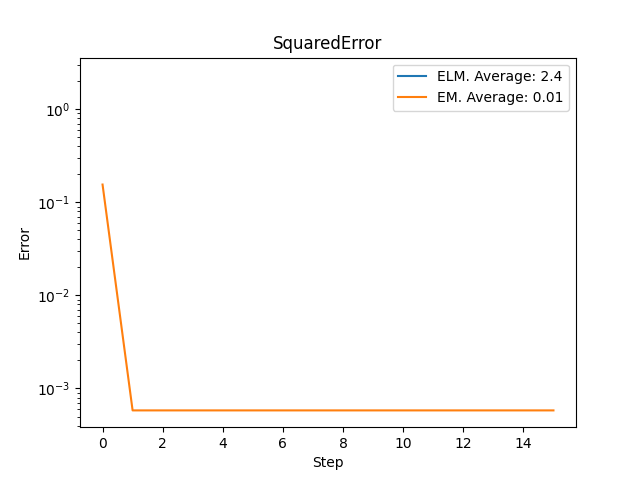 SquaredError
ELM. Average: 2.4
EM. Average: 0.01
10⁰
10⁻¹
10⁻²
10⁻³
Error
0 2 4 6 8 10 12 14
Step